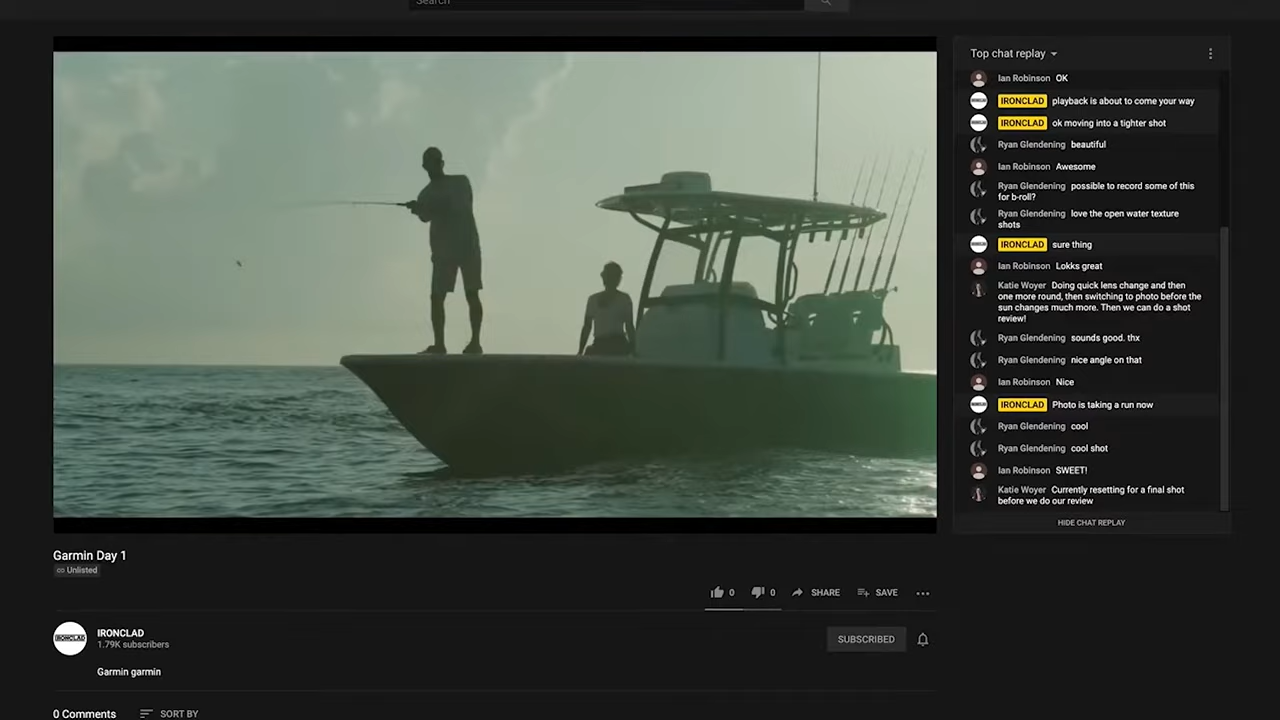 Search
Top chat replay
Ian Robinson OK
IRONCLAD playback is about to come your way
IRONCLAD ok moving into a tighter shot
Ryan Glendening beautiful
Ian Robinson Awesome
Ryan Glendening possible to record some of this
for b-roll?
Ryan Glendening love the open water texture
shots
IRONCLAD sure thing
Ian Robinson Lokks great
Katie Woyer Doing quick lens change and then
one more round, then switching to photo before the
sun changes much more. Then we can do a shot
review!
Ryan Glendening sounds good. thx
Ryan Glendening nice angle on that
Ian Robinson Nice
IRONCLAD Photo is taking a run now
Ryan Glendening cool
Ryan Glendening cool shot
Ian Robinson SWEET!
Katie Woyer Currently resetting for a final shot
before we do our review
HIDE CHAT REPLAY
Garmin Day 1
Unlisted
0 0 SHARE SAVE
IRONCLAD
IRONCLAD
1.79K subscribers
SUBSCRIBED
Garmin garmin
0 Comments SORT BY